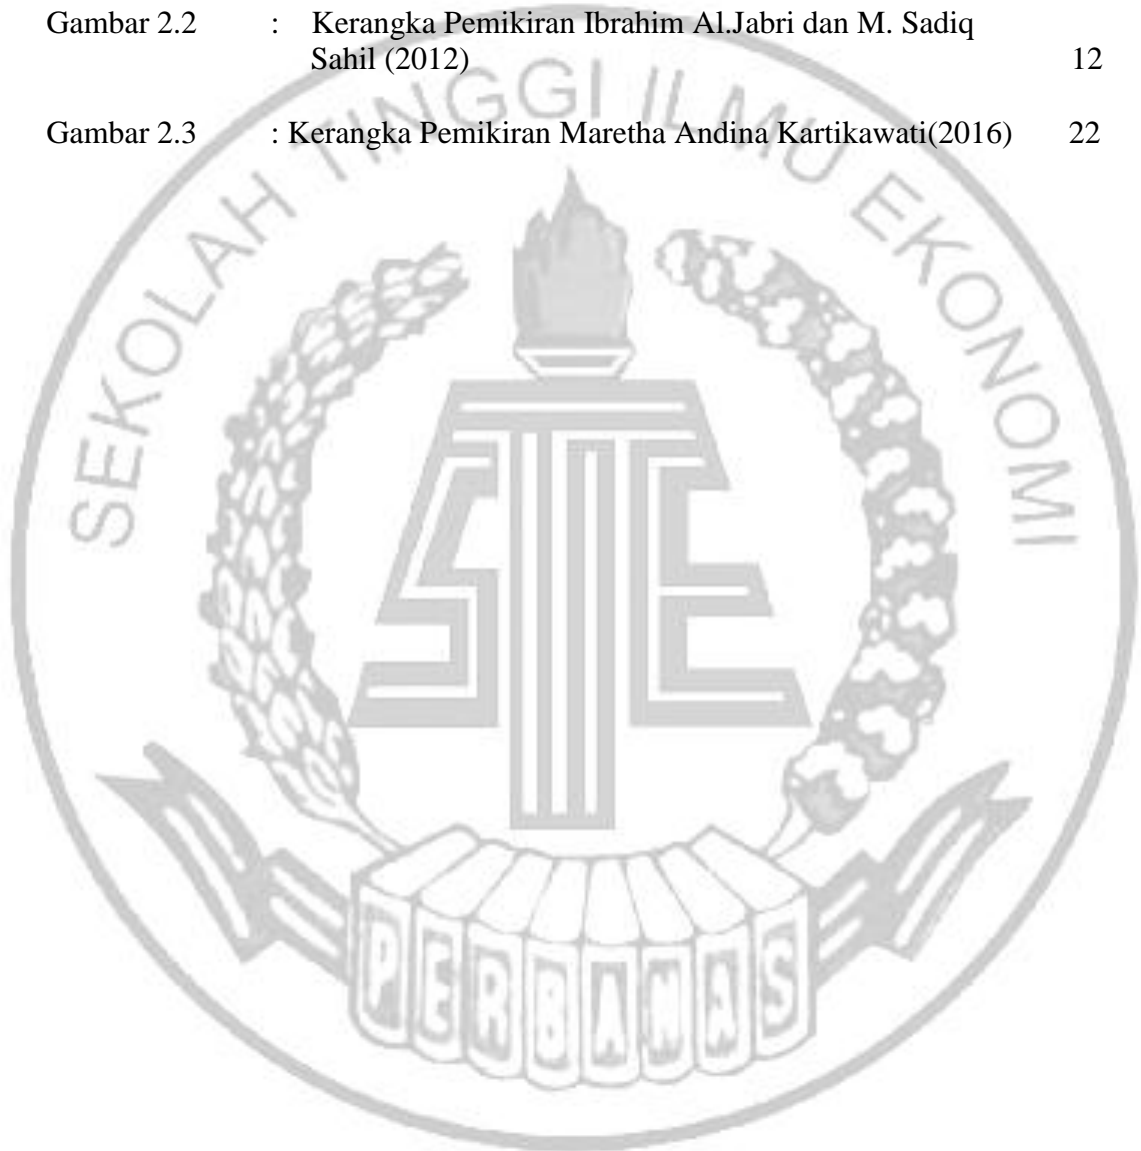 Gambar 2.2 : Kerangka Pemikiran Ibrahim Al.Jabri dan M. Sadiq
Sahil (2012) 12
Gambar 2.3 : Kerangka Pemikiran Maretha Andina Kartikawati(2016) 22
SEKOLAH TINGGI ILMU EKONOMI
STIE
PERBANAS